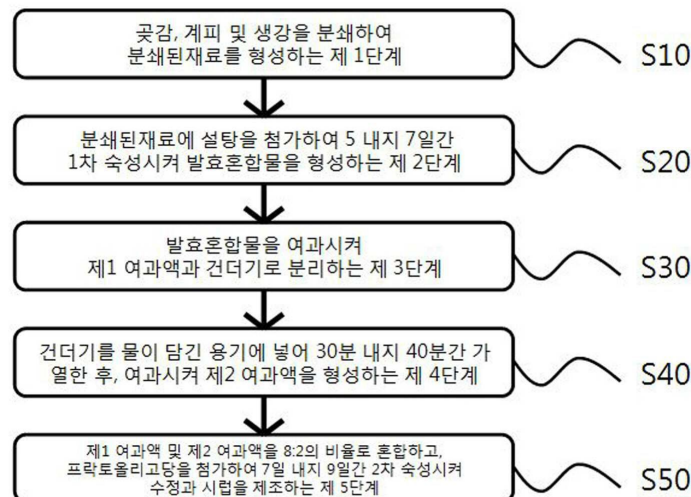 곶감, 계피 및 생강을 분쇄하여
분쇄된재료를 형성하는 제 1단계
S10
분쇄된재료에 설탕을 첨가하여 5 내지 7일간
1차 숙성시켜 발효혼합물을 형성하는 제 2단계
S20
발효혼합물을 여과시켜
제1 여과액과 건더기로 분리하는 제 3단계
S30
건더기를 물이 담긴 용기에 넣어 30분 내지 40분간 가
열한 후, 여과시켜 제2 여과액을 형성하는 제 4단계
S40
제1 여과액 및 제2 여과액을 8:2의 비율로 혼합하고,
프락토올리고당을 첨가하여 7일 내지 9일간 2차 숙성시켜
수정과 시럽을 제조하는 제 5단계
S50